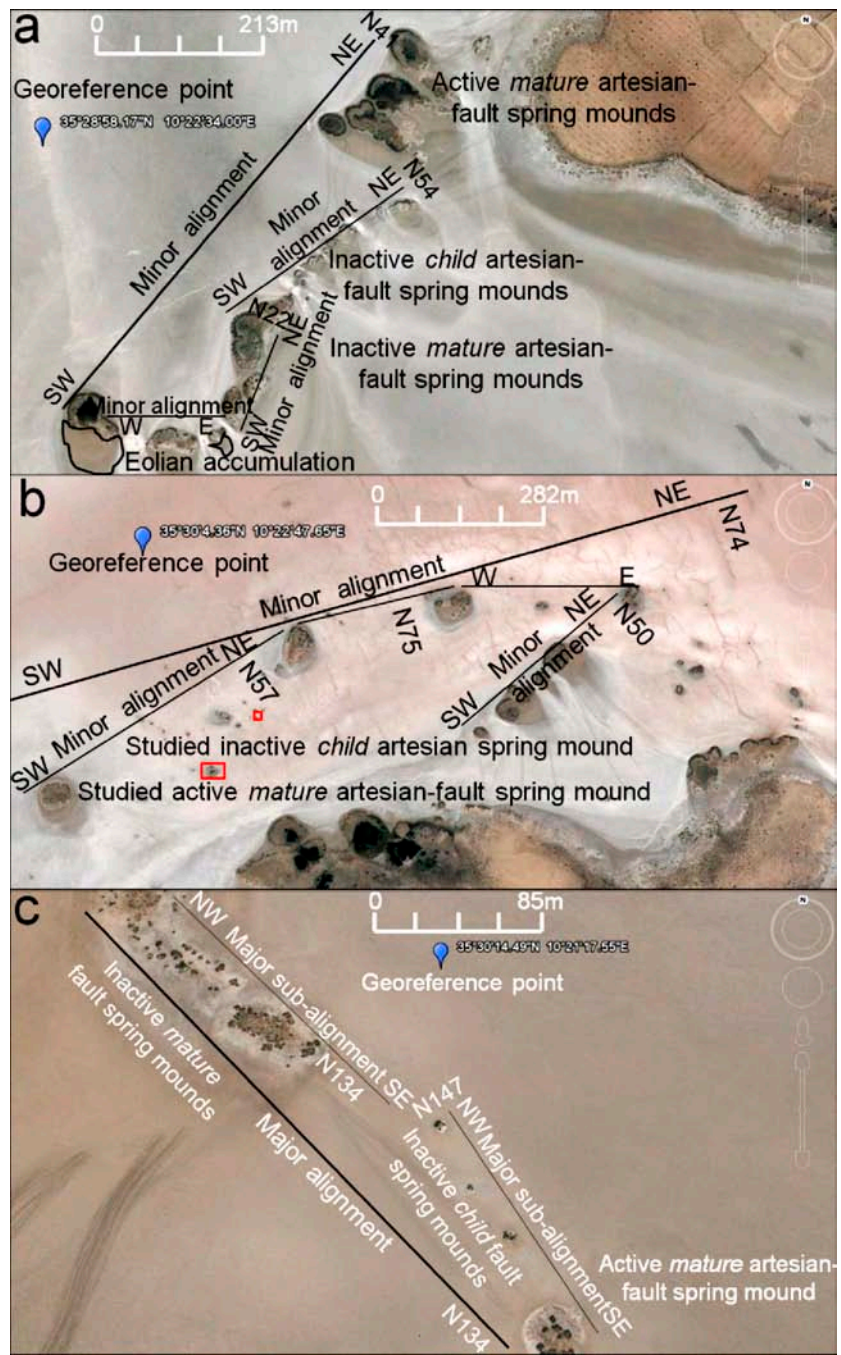 a
0 213m
N41
NE
Georeference point
35°28'58.17"N 10°22'34.00"E
Active mature artesian-
fault spring mounds
Minor alignment
N54
NE
Minor
alignment
SW
Inactive child artesian-
fault spring mounds
N22
NE
Inactive mature artesian-
fault spring mounds
Minor alignment
SW
SW
Minor alignment
W E
Eolian accumulation
b
0 282m
N
NE
N74
35°30'4.36"N 10°22'47.65"E
Georeference point
Minor alignment
W E
N75
N50
NE
Minor
alignment
SW
SW
NE
N57
Minor alignment
SW
Studied inactive child artesian spring mound
Studied active mature artesian-fault spring mound
c
0 85m
N
35°30'14.49"N 10°21'17.55"E
Georeference point
NW Major sub-alignment SE
N134
Inactive mature
fault spring mounds
Major alignment
N134
N147
NW Major sub-alignment SE
Inactive child fault
spring mounds
Active mature artesian-
fault spring mound